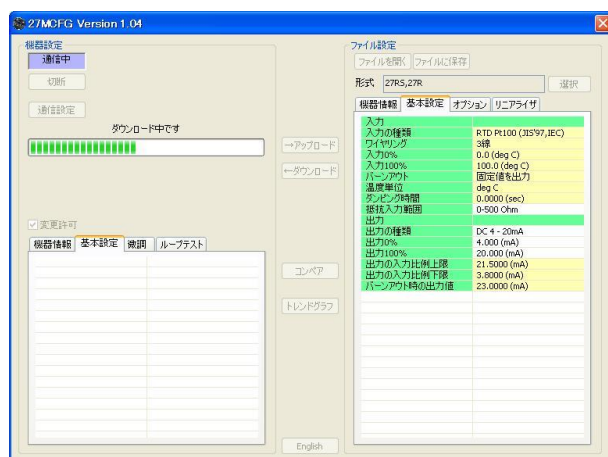 27MCFG Version 1.04
機器設定
通信中
切断
通信設定
ダウンロード中です
変更許可
機器情報 基本設定 微調 ループテスト
→アップロード
←ダウンロード
コンペア
トレンドグラフ
English
ファイル設定
ファイルを開く ファイルに保存
形式 27RS,27R 選択
機器情報 基本設定 オプション リニアライザ
入力
入力の種類 RTD Pt100 (JIS'97,IEC)
ワイヤリング 3線
入力0% 0.0 (deg C)
入力100% 100.0 (deg C)
バーンアウト 固定値を出力
温度単位 deg C
ダンピング時間 0.0000 (sec)
抵抗入力範囲 0-500 Ohm
出力
出力の種類 DC 4 - 20mA
出力0% 4.000 (mA)
出力100% 20.000 (mA)
出力の入力比例上限 21.5000 (mA)
出力の入力比例下限 3.8000 (mA)
バーンアウト時の出力値 23.0000 (mA)